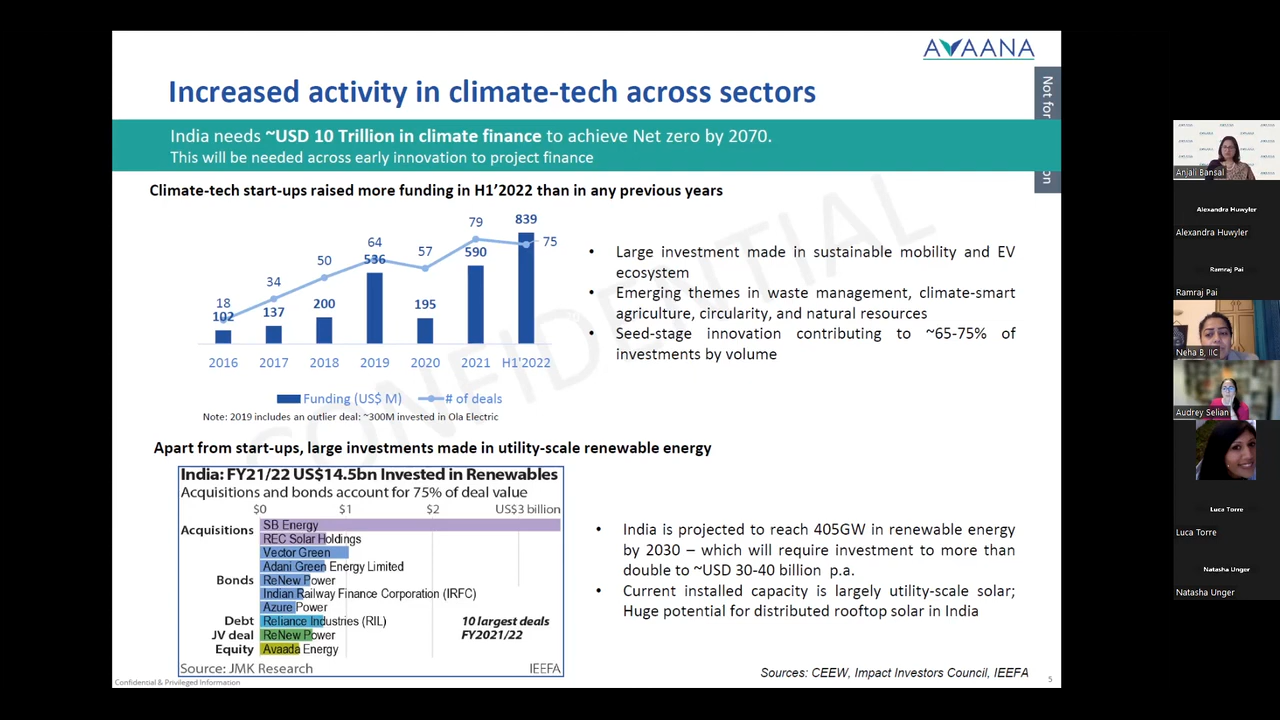 AVAANA
Increased activity in climate-tech across sectors
Not for
on
India needs ~USD 10 Trillion in climate finance to achieve Net zero by 2070.
This will be needed across early innovation to project finance
Climate-tech start-ups raised more funding in H1'2022 than in any previous years
18
34
50
64
57
79
75
102
137
200
536
195
590
839
2016 2017 2018 2019 2020 2021 H1'2022
Funding (US$ M) # of deals
Note: 2019 includes an outlier deal: ~300M invested in Ola Electric
• Large investment made in sustainable mobility and EV
ecosystem
• Emerging themes in waste management, climate-smart
agriculture, circularity, and natural resources
• Seed-stage innovation contributing to ~65-75% of
investments by volume
CONFIDENTIAL
Apart from start-ups, large investments made in utility-scale renewable energy
India: FY21/22 US$14.5bn Invested in Renewables
Acquisitions and bonds account for 75% of deal value
$0 $1 $2 US$3 billion
Acquisitions SB Energy
REC Solar Holdings
Vector Green
Adani Green Energy Limited
Bonds ReNew Power
Indian Railway Finance Corporation (IRFC)
Azure Power
Debt Reliance Industries (RIL)
JV deal ReNew Power
Equity Avaada Energy
10 largest deals
FY2021/22
Source: JMK Research IEEFA
• India is projected to reach 405GW in renewable energy
by 2030 – which will require investment to more than
double to ~USD 30-40 billion p.a.
• Current installed capacity is largely utility-scale solar;
Huge potential for distributed rooftop solar in India
Sources: CEEW, Impact Investors Council, IEEFA
Confidential & Privileged Information
5
Anjali Bansal
Alexandra Huwyler
Alexandra Huwyler
Ramraj Pai
Ramraj Pai
Neha B, IIC
Audrey Selian
Luca Torre
Luca Torre
Natasha Unger
Natasha Unger